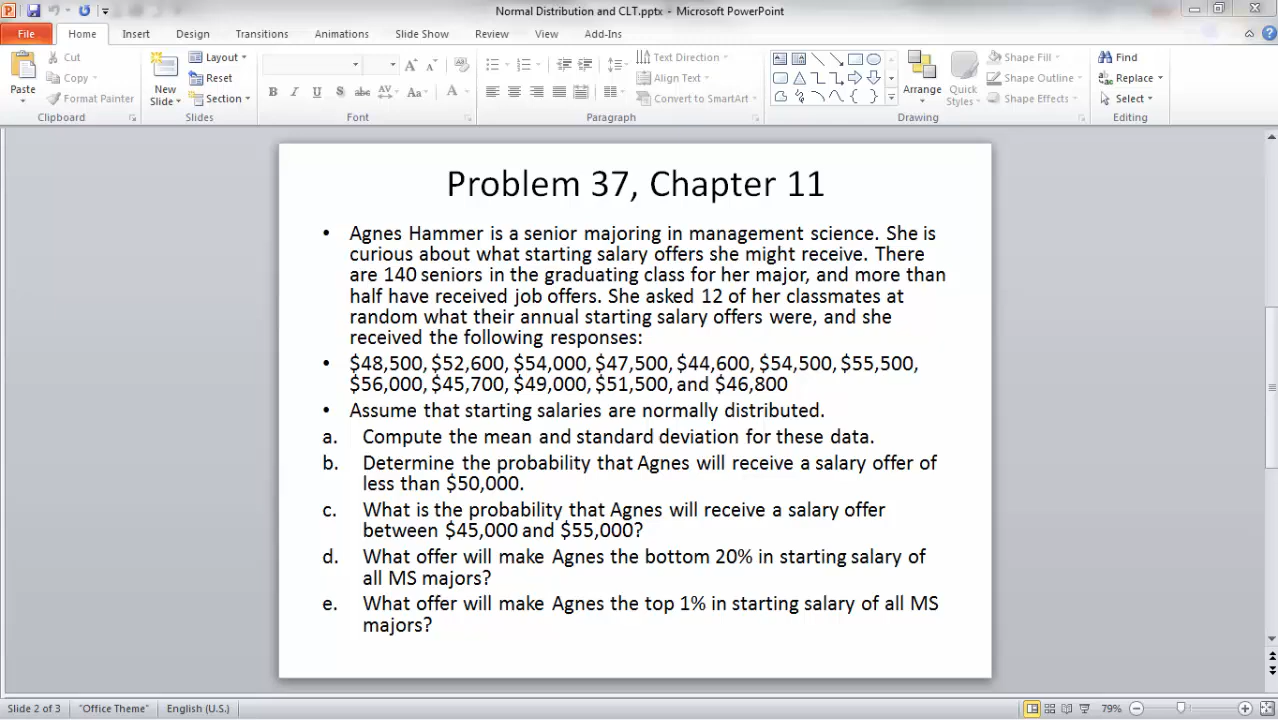 Normal Distribution and CLT.pptx - Microsoft PowerPoint
File Home Insert Design Transitions Animations Slide Show Review View Add-Ins
Paste
Cut
Copy
Format Painter
Clipboard
New
Slide
Layout
Reset
Section
Slides
B I U S abc AV Aa A
Font
Text Direction
Align Text
Convert to SmartArt
Paragraph
Arrange
Quick
Styles
Shape Fill
Shape Outline
Shape Effects
Drawing
Find
Replace
Select
Editing
Problem 37, Chapter 11
• Agnes Hammer is a senior majoring in management science. She is
curious about what starting salary offers she might receive. There
are 140 seniors in the graduating class for her major, and more than
half have received job offers. She asked 12 of her classmates at
random what their annual starting salary offers were, and she
received the following responses:
• $48,500, $52,600, $54,000, $47,500, $44,600, $54,500, $55,500,
$56,000, $45,700, $49,000, $51,500, and $46,800
• Assume that starting salaries are normally distributed.
a. Compute the mean and standard deviation for these data.
b. Determine the probability that Agnes will receive a salary offer of
less than $50,000.
c. What is the probability that Agnes will receive a salary offer
between $45,000 and $55,000?
d. What offer will make Agnes the bottom 20% in starting salary of
all MS majors?
e. What offer will make Agnes the top 1% in starting salary of all MS
majors?
Slide 2 of 3 "Office Theme" English (U.S.) 79%